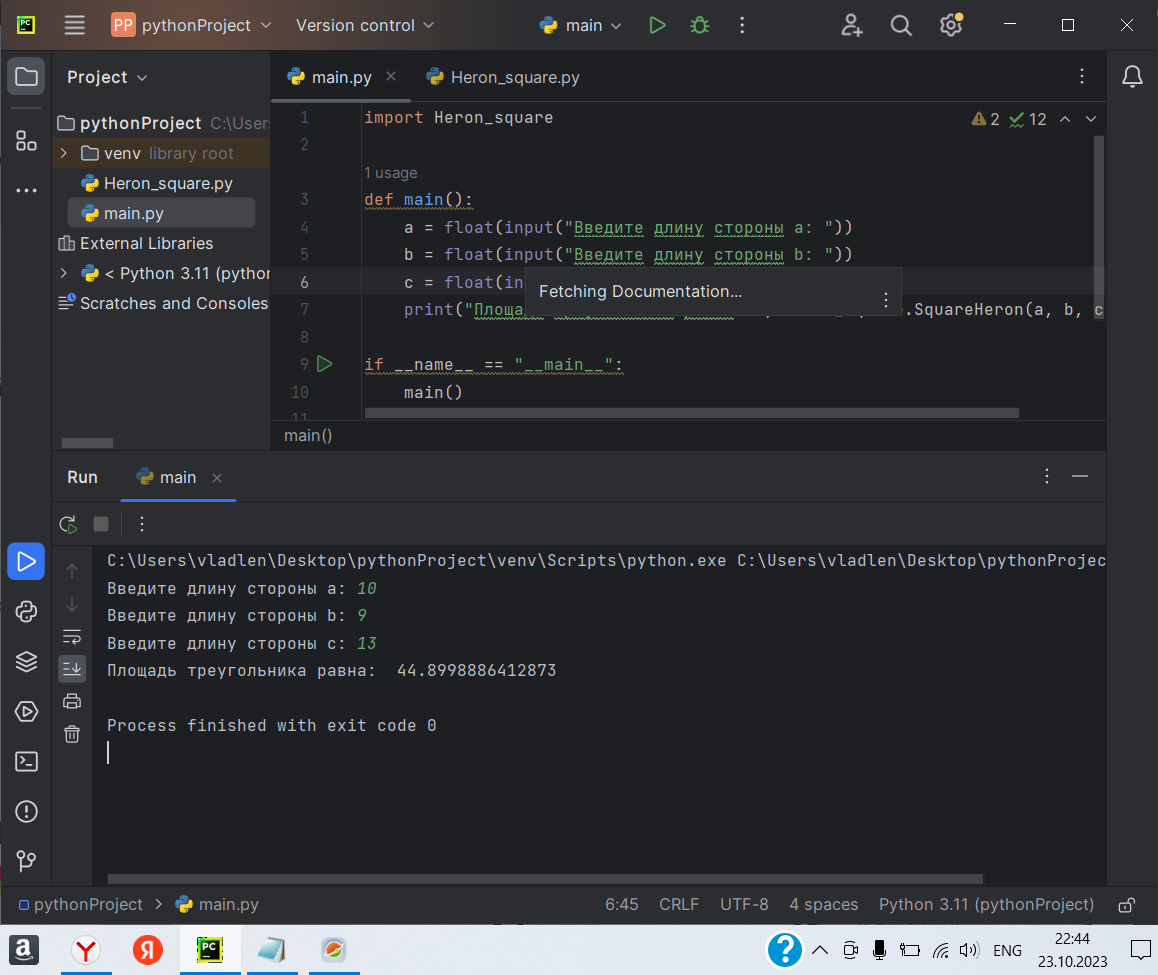 PC PP pythonProject Version control main
Project
main.py Heron_square.py
pythonProject C:\User
venv library root
Heron_square.py
main.py
External Libraries
< Python 3.11 (pythor
Scratches and Consoles
2 12
1 import Heron_square
2
1 usage
3 def main():
4 a = float(input("Введите длину стороны a: "))
5 b = float(input("Введите длину стороны b: "))
6 c = float(in
Fetching Documentation...
7 print("Площа .SquareHeron(a, b, c
8
9 if __name__ == "__main__":
10 main()
11
main()
Run main
C:\Users\vladlen\Desktop\pythonProject\venv\Scripts\python.exe C:\Users\vladlen\Desktop\pythonProjec
Введите длину стороны a: 10
Введите длину стороны b: 9
Введите длину стороны c: 13
Площадь треугольника равна:  44.8998886412873
Process finished with exit code 0
pythonProject > main.py 6:45 CRLF UTF-8 4 spaces Python 3.11 (pythonProject)
a Y Я PC ? ENG 22:44
23.10.2023